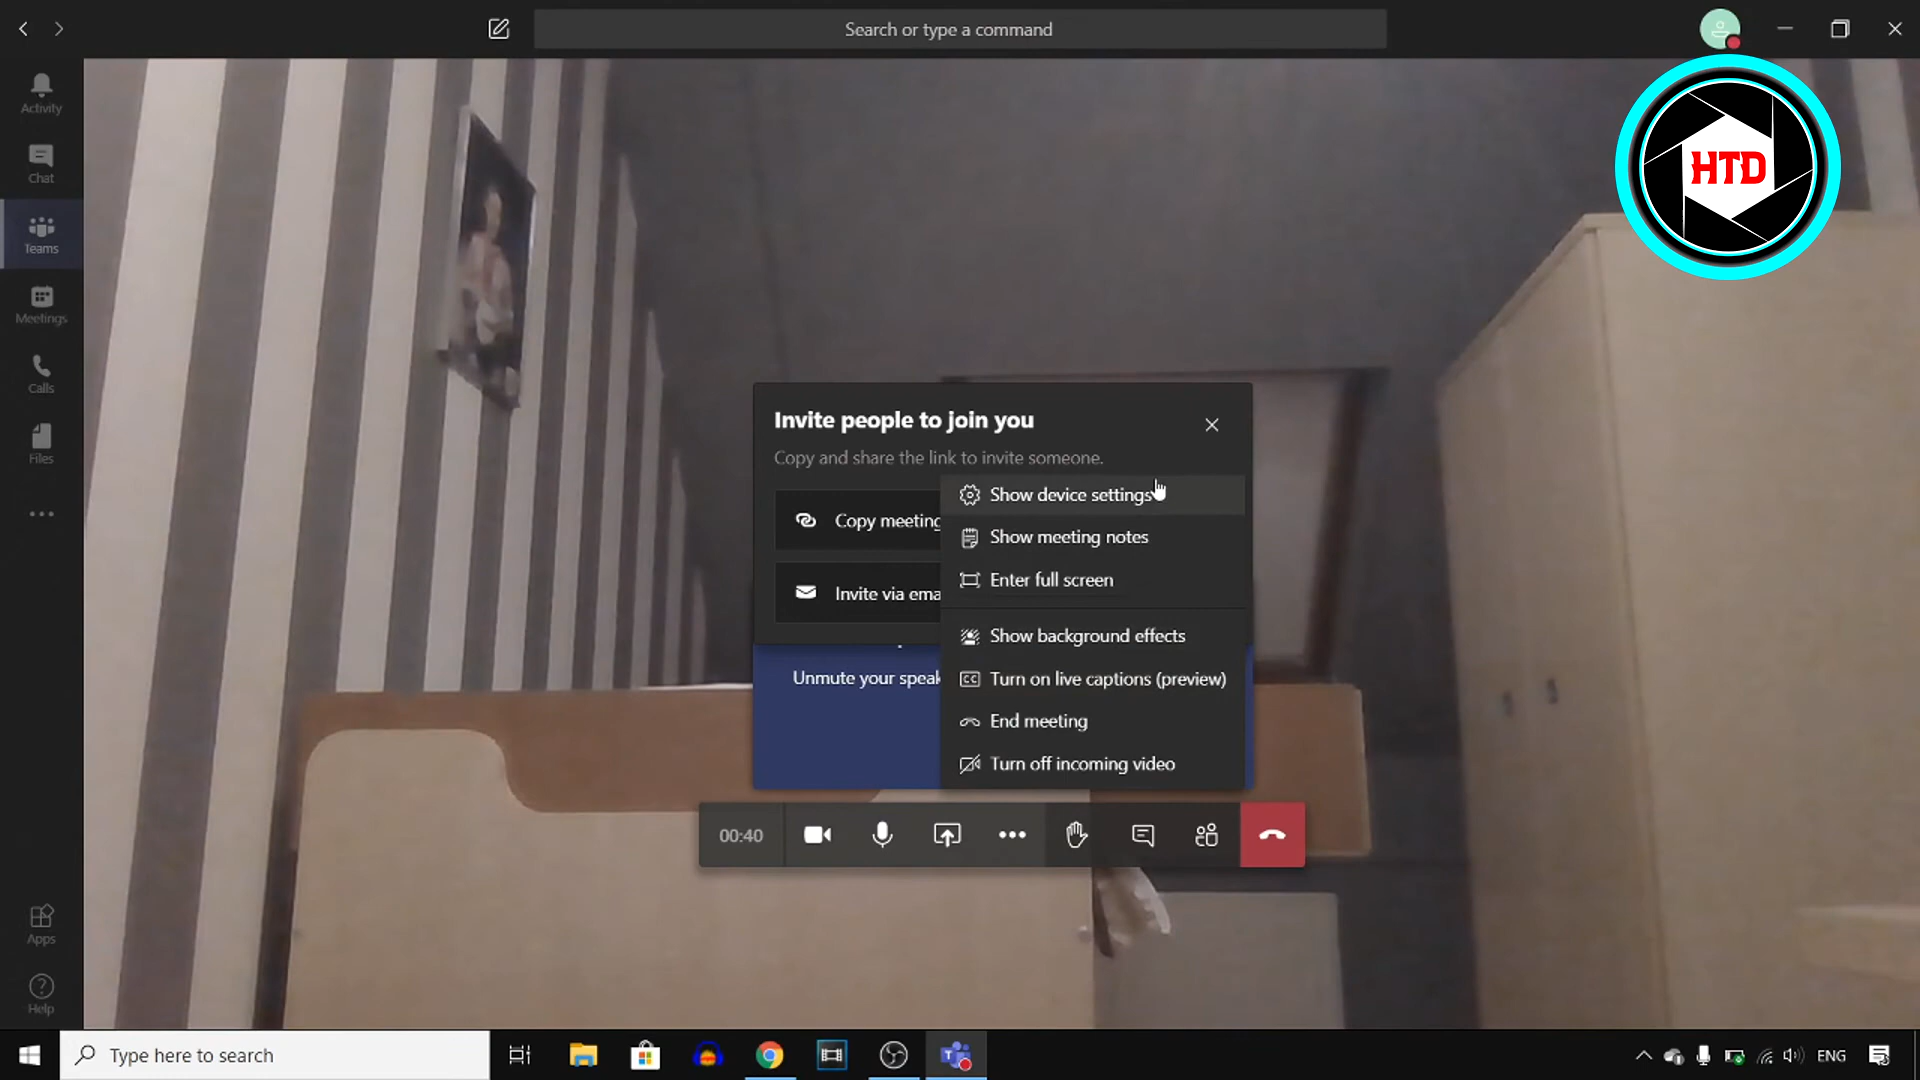 Search or type a command
Activity
Chat
Teams
Meetings
Calls
Files
Apps
Help
HTD
Invite people to join you
Copy and share the link to invite someone.
Copy meeting
Invite via ema
Unmute your speak
Show device settings
Show meeting notes
Enter full screen
Show background effects
CC Turn on live captions (preview)
End meeting
Turn off incoming video
00:40
Type here to search
ENG